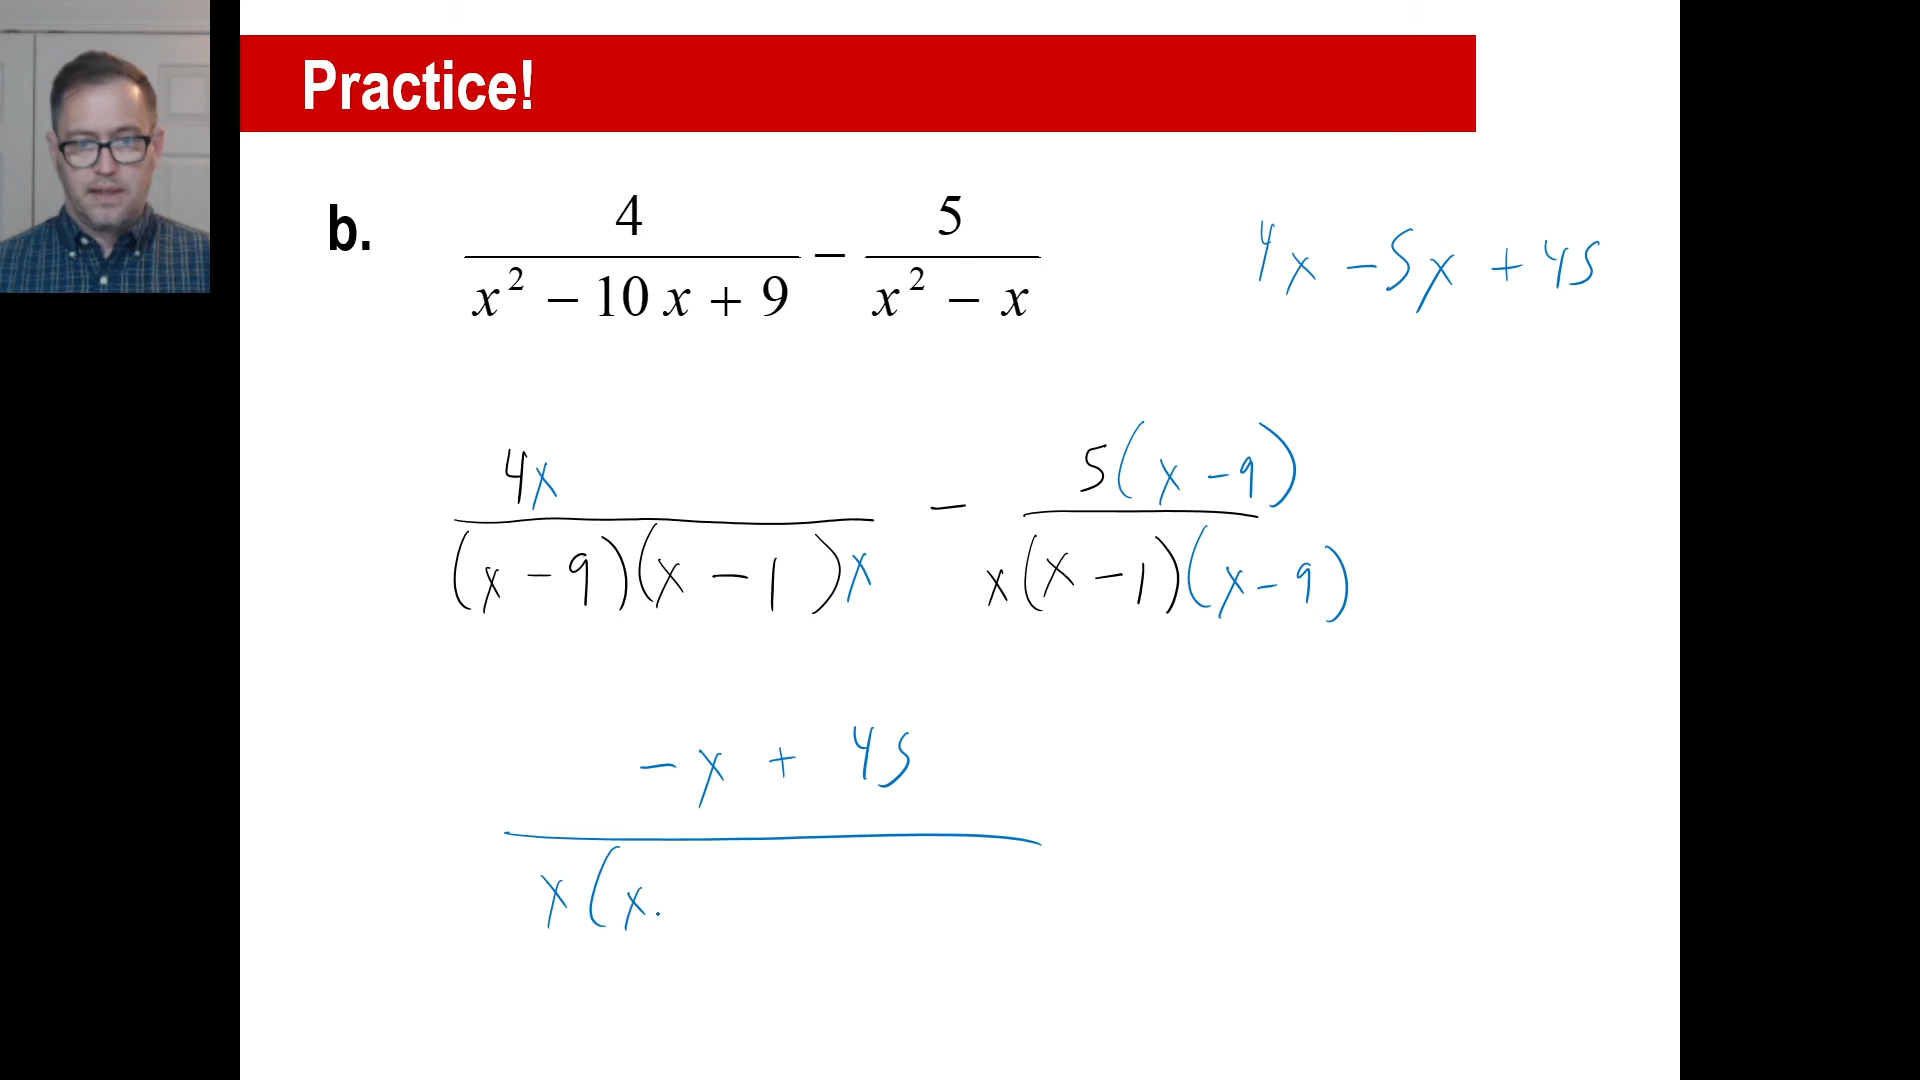 Practice!
b. 4/(x² − 10x + 9) − 5/(x² − x)
4x − 5x + 45
4x/((x − 9)(x − 1)x) − 5(x − 9)/(x(x − 1)(x − 9))
−x + 45
x(x